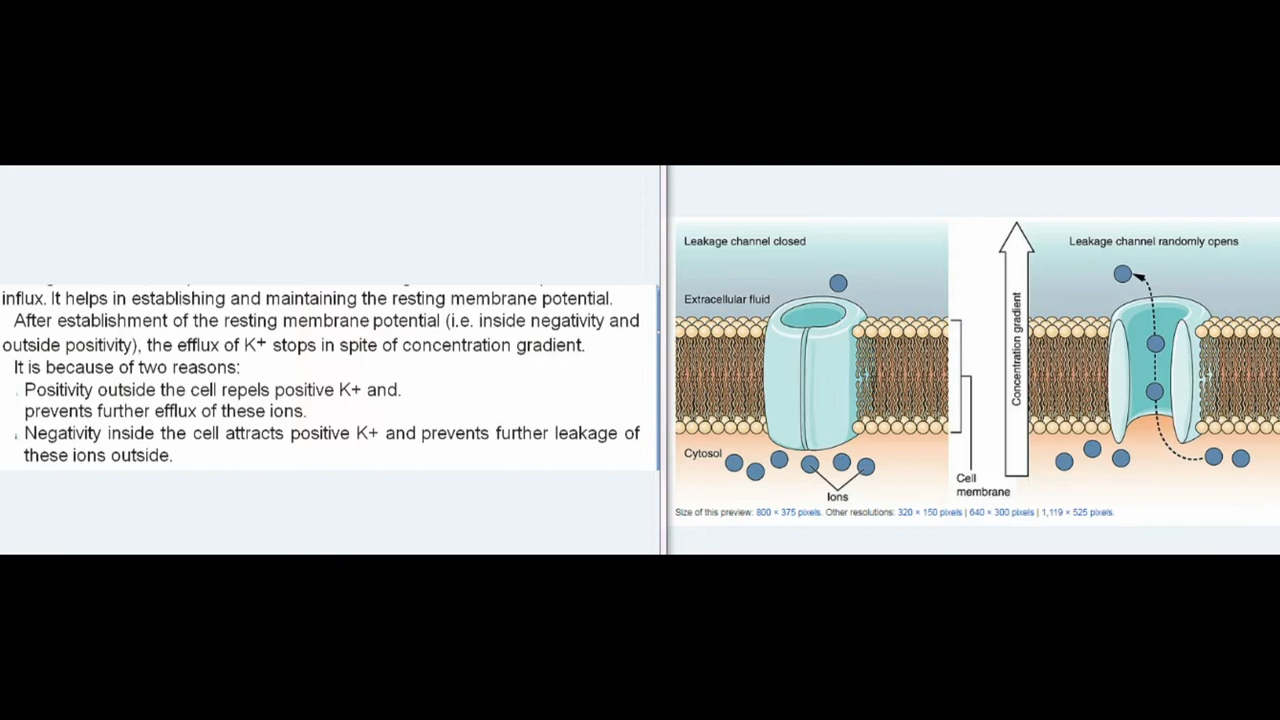 influx. It helps in establishing and maintaining the resting membrane potential.
After establishment of the resting membrane potential (i.e. inside negativity and
outside positivity), the efflux of K+ stops in spite of concentration gradient.
It is because of two reasons:
Positivity outside the cell repels positive K+ and.
prevents further efflux of these ions.
Negativity inside the cell attracts positive K+ and prevents further leakage of
these ions outside.
Leakage channel closed
Extracellular fluid
Cytosol
Ions
Cell
membrane
Concentration gradient
Leakage channel randomly opens
Size of this preview: 800 × 375 pixels. Other resolutions: 320 × 150 pixels | 640 × 300 pixels | 1,119 × 525 pixels.